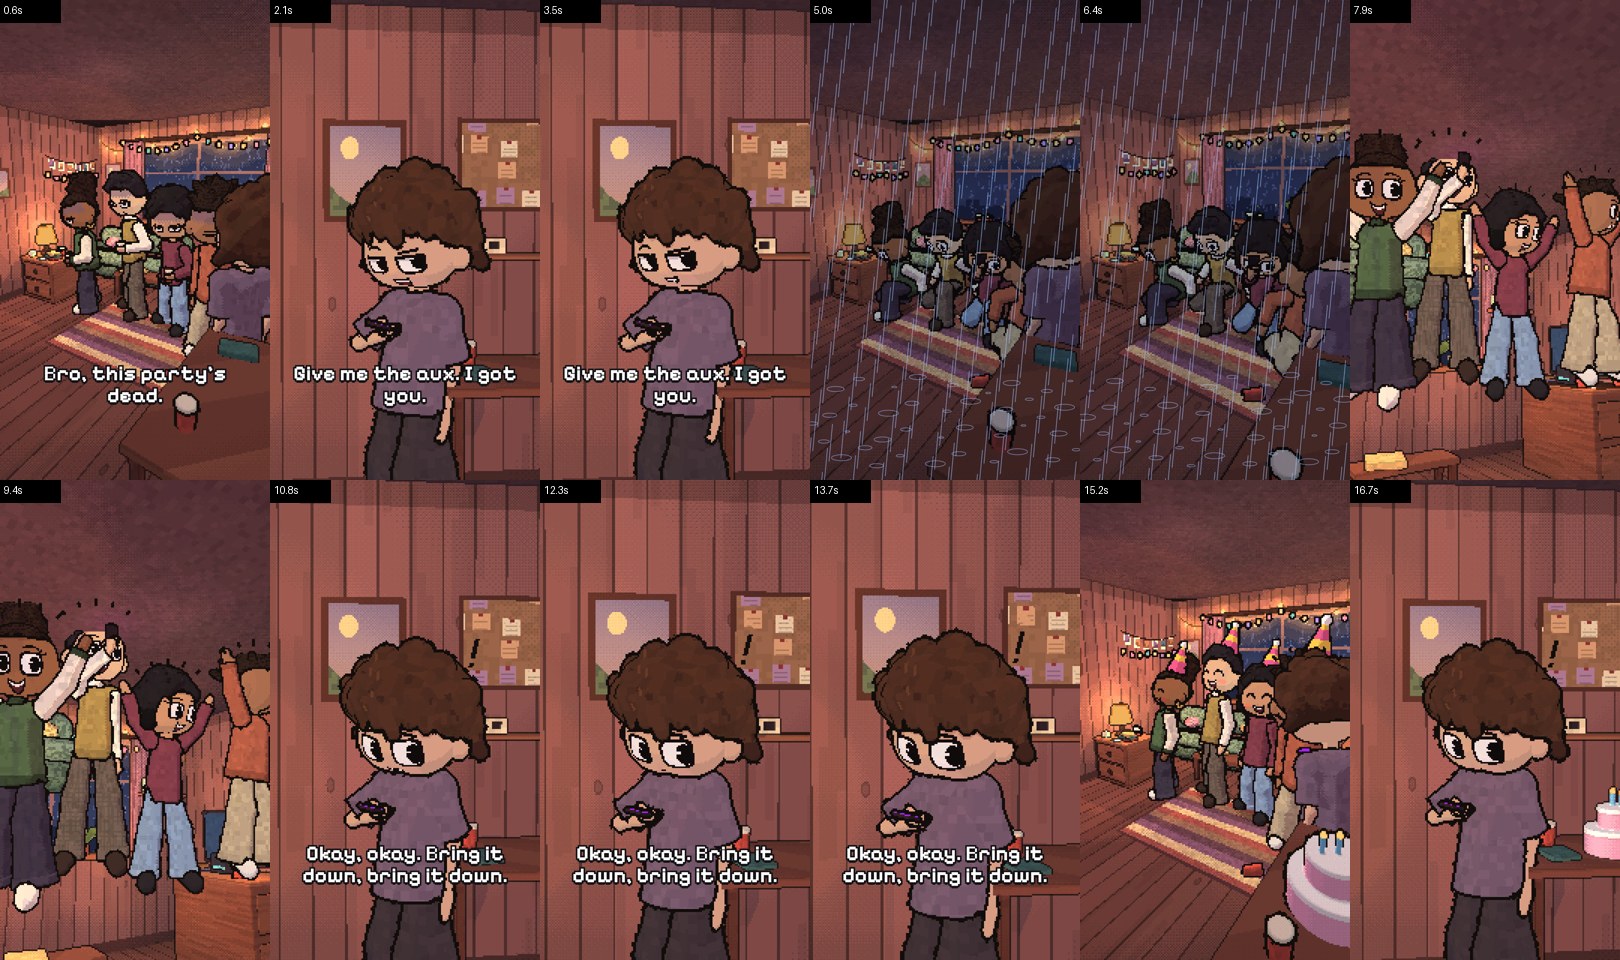 0.6s
2.1s
3.5s
5.0s
6.4s
7.9s
Bro, this party's
dead.
Give me the aux. I got
you.
Give me the aux. I got
you.
9.4s
10.8s
12.3s
13.7s
15.2s
16.7s
Okay, okay. Bring it
down, bring it down.
Okay, okay. Bring it
down, bring it down.
Okay, okay. Bring it
down, bring it down.